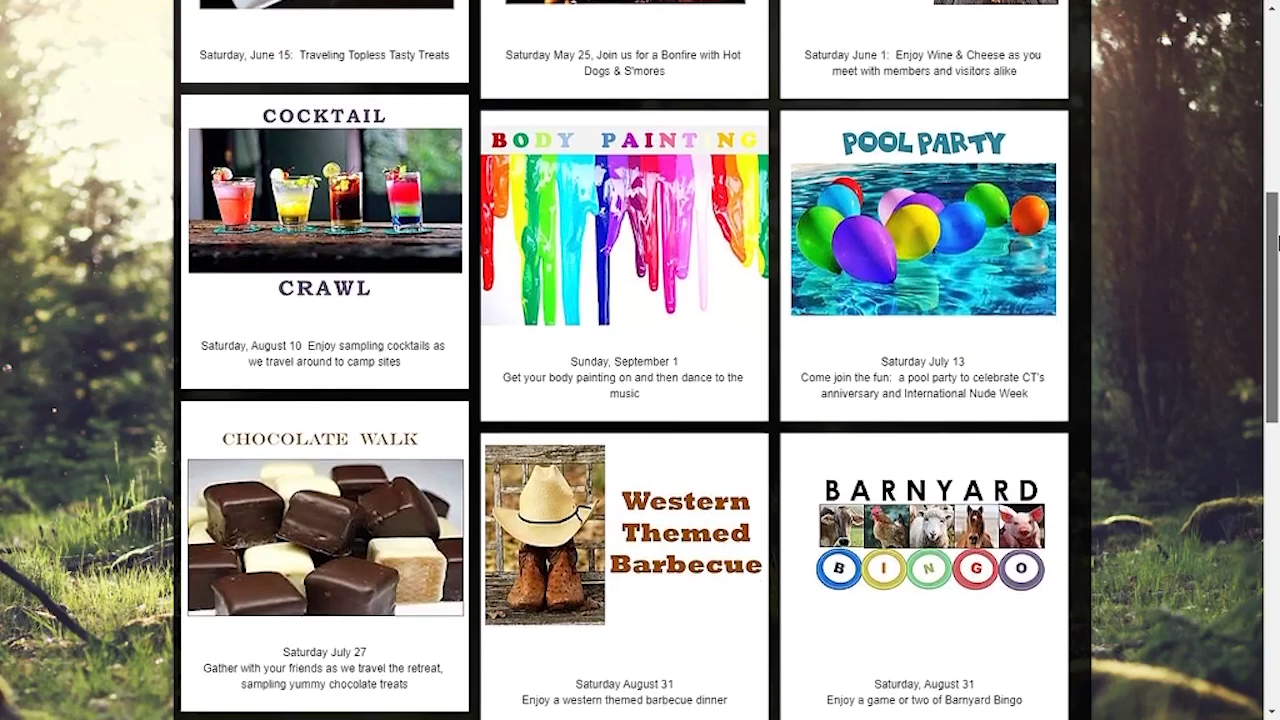 Saturday, June 15:  Traveling Topless Tasty Treats
Saturday May 25, Join us for a Bonfire with Hot
Dogs & S'mores
Saturday June 1:  Enjoy Wine & Cheese as you
meet with members and visitors alike
COCKTAIL
CRAWL
Saturday, August 10  Enjoy sampling cocktails as
we travel around to camp sites
BODY PAINTING
Sunday, September 1
Get your body painting on and then dance to the
music
POOL PARTY
Saturday July 13
Come join the fun:  a pool party to celebrate CT's
anniversary and International Nude Week
CHOCOLATE WALK
Saturday July 27
Gather with your friends as we travel the retreat,
sampling yummy chocolate treats
Western
Themed
Barbecue
Saturday August 31
Enjoy a western themed barbecue dinner
BARNYARD
BINGO
Saturday, August 31
Enjoy a game or two of Barnyard Bingo